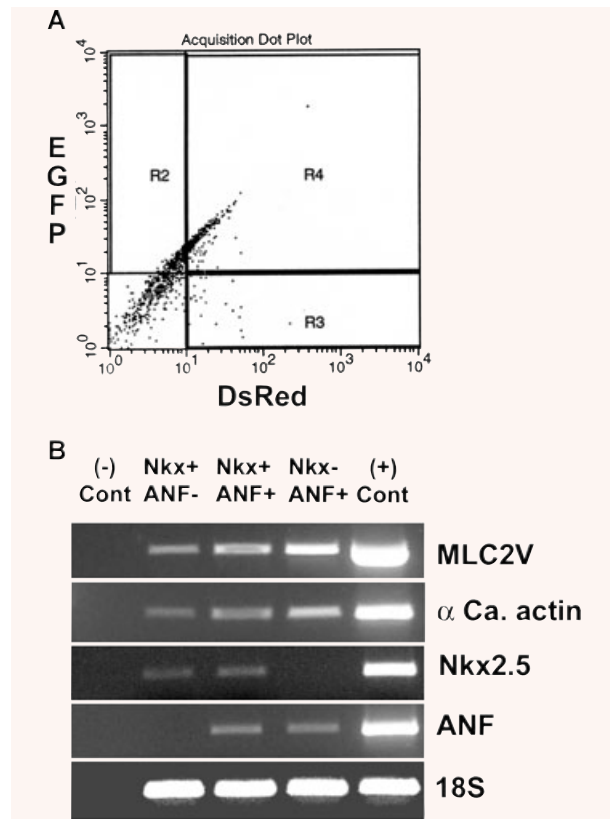 A
Acquisition Dot Plot
10^4
10^3
10^2
10^1
10^0
EGFP
R2
R4
R3
10^0 10^1 10^2 10^3 10^4
DsRed
B
(-) Nkx+ Nkx+ Nkx- (+)
Cont ANF- ANF+ ANF+ Cont
MLC2V
α Ca. actin
Nkx2.5
ANF
18S